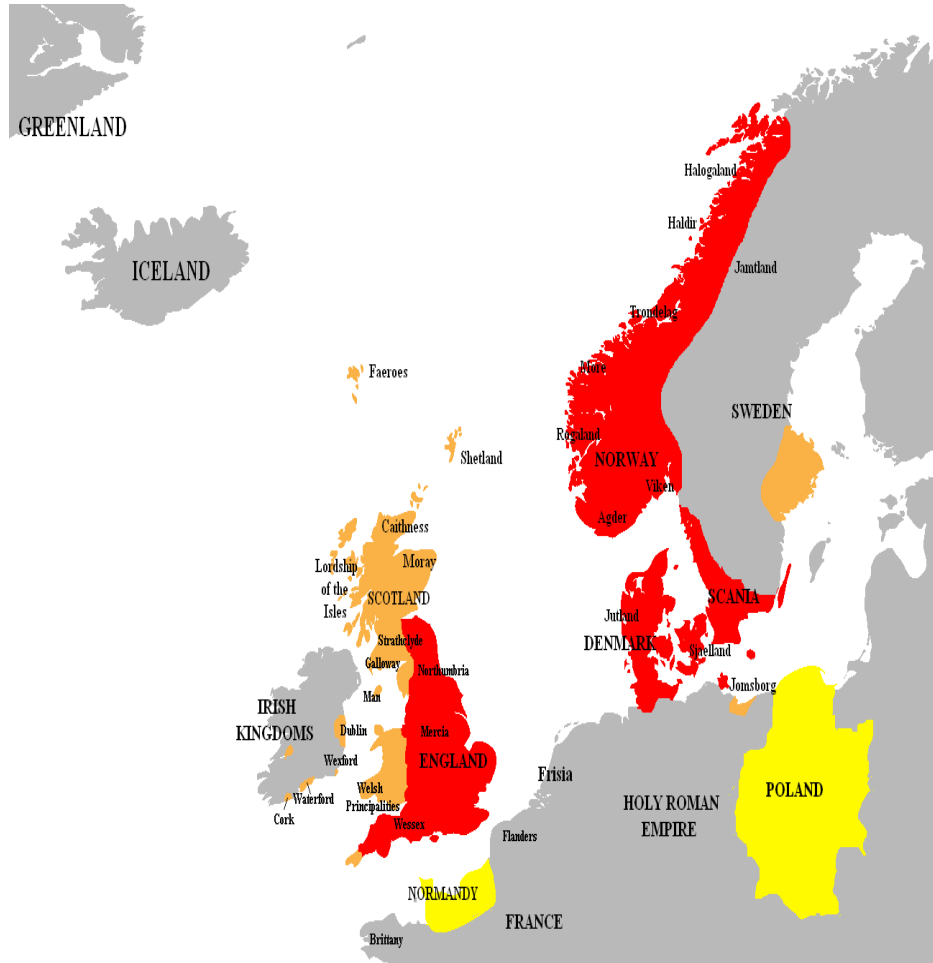 GREENLAND
Halogaland
Haldir
ICELAND
Jamtland
Trondelag
More
Faeroes
SWEDEN
Rogaland
Shetland
NORWAY
Viken
Agder
Caithness
Moray
Lordship
of the
Isles
SCOTLAND
SCANIA
Jutland
DENMARK
Sjaelland
Strathclyde
Galloway
Northumbria
Jomsborg
Man
IRISH
KINGDOMS
Dublin
Mercia
Wexford
ENGLAND
Frisia
Welsh
Principalities
POLAND
Waterford
HOLY ROMAN
EMPIRE
Cork
Wessex
Flanders
NORMANDY
FRANCE
Brittany